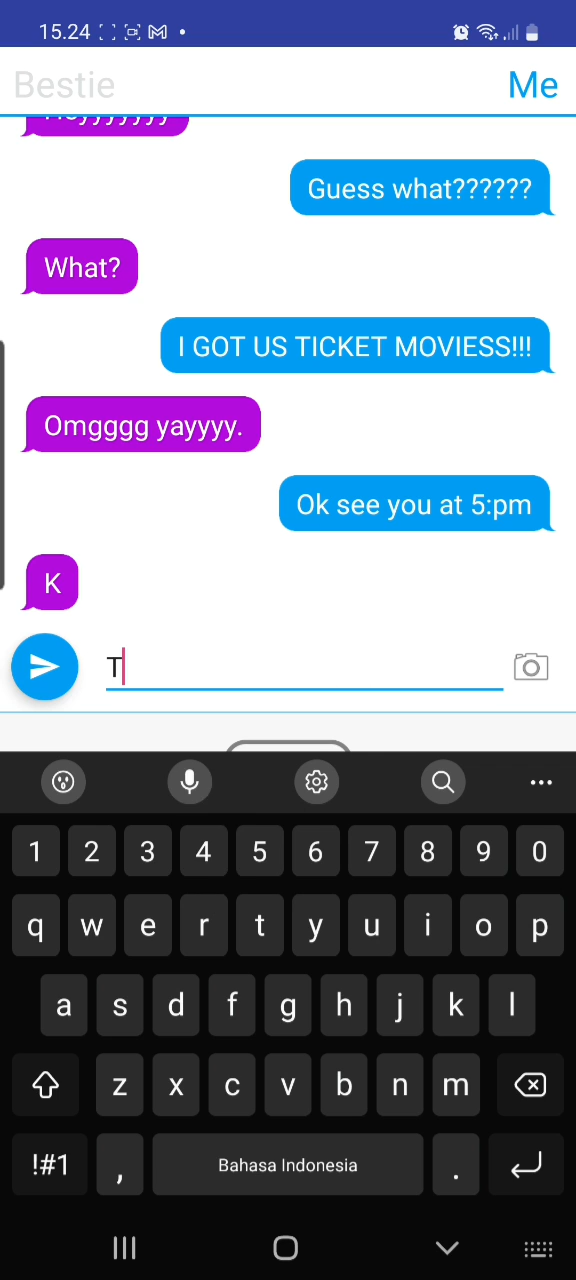 15.24
Bestie
Me
Heyyyyyyy
Guess what??????
What?
I GOT US TICKET MOVIESS!!!
Omgggg yayyyy.
Ok see you at 5:pm
K
T
1 2 3 4 5 6 7 8 9 0
q w e r t y u i o p
a s d f g h j k l
z x c v b n m
!#1 , Bahasa Indonesia .